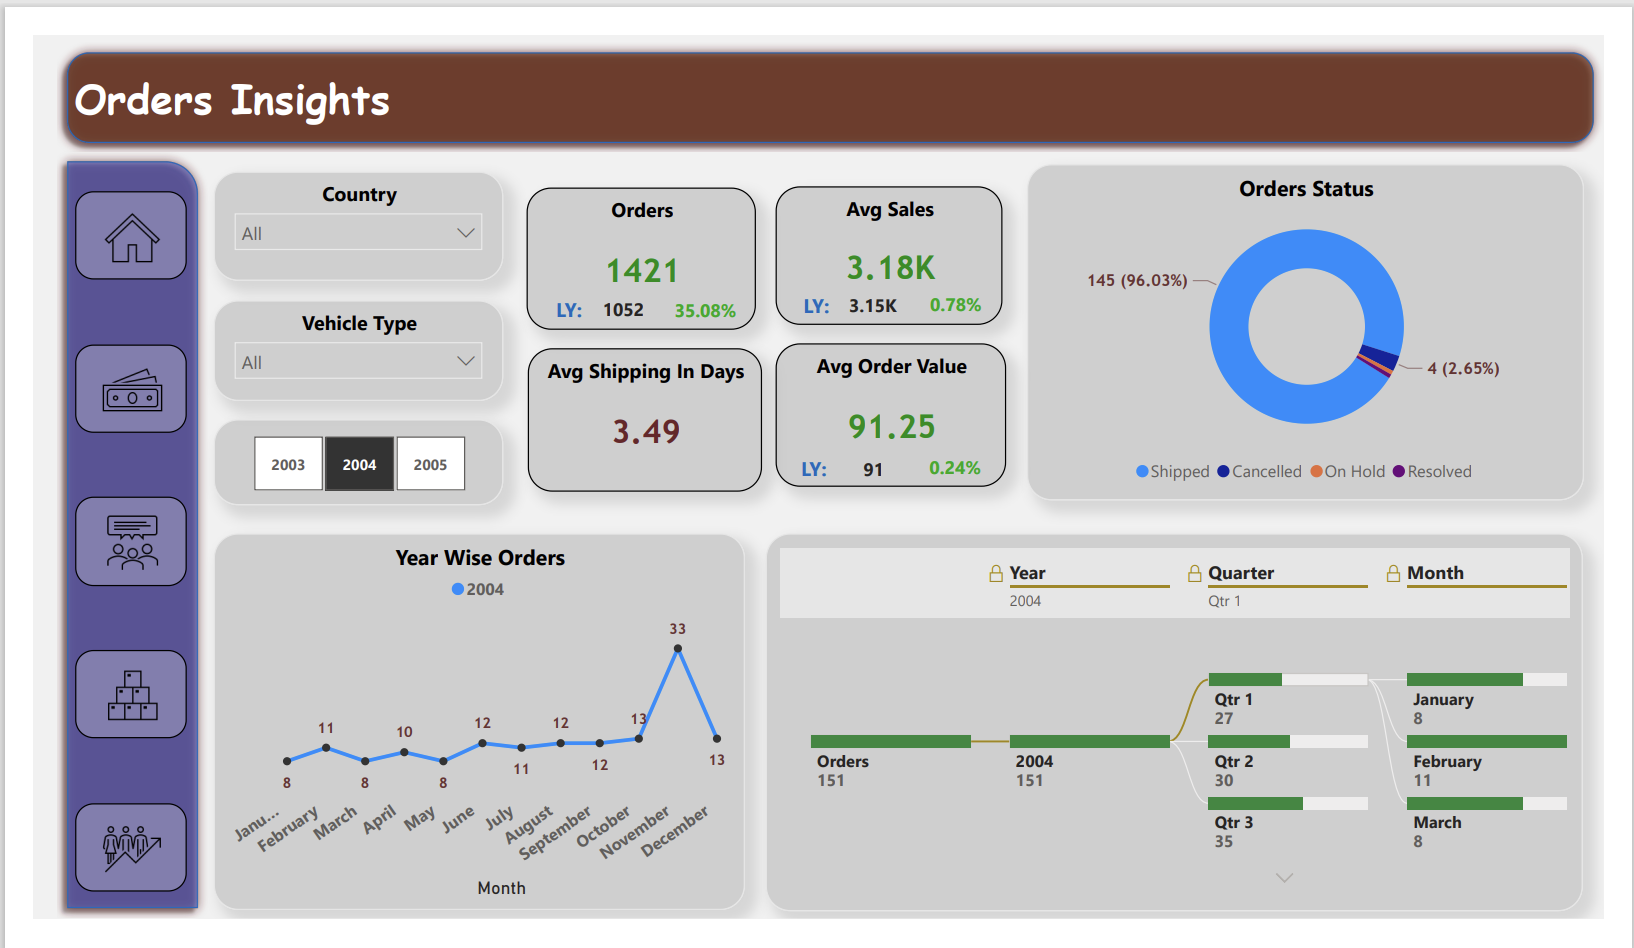 Orders Insights
Country
All
Vehicle Type
All
2003 2004 2005
Orders
1421
LY: 1052 35.08%
Avg Sales
3.18K
LY: 3.15K 0.78%
Avg Shipping In Days
3.49
Avg Order Value
91.25
LY: 91 0.24%
Orders Status
145 (96.03%)
4 (2.65%)
Shipped Cancelled On Hold Resolved
Year Wise Orders
2004
33
13
12
12
11
10
8
8
8
11
12
13
Janu... February March April May June July August September October November December
Month
Year Quarter Month
2004 Qtr 1
Orders
151
2004
151
Qtr 1
27
Qtr 2
30
Qtr 3
35
January
8
February
11
March
8